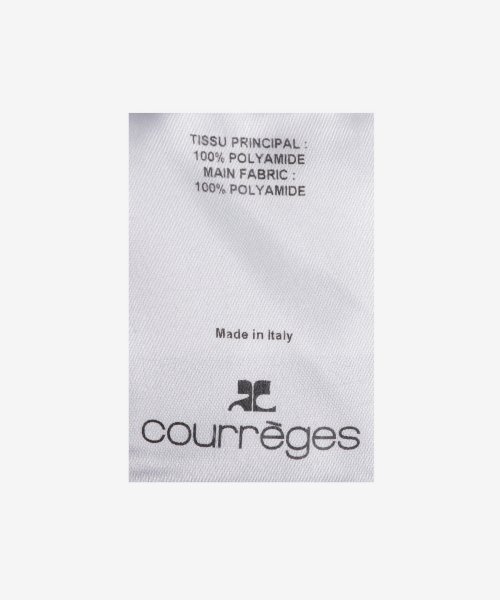 TISSU PRINCIPAL :
100% POLYAMIDE
MAIN FABRIC :
100% POLYAMIDE
Made in Italy
courrèges